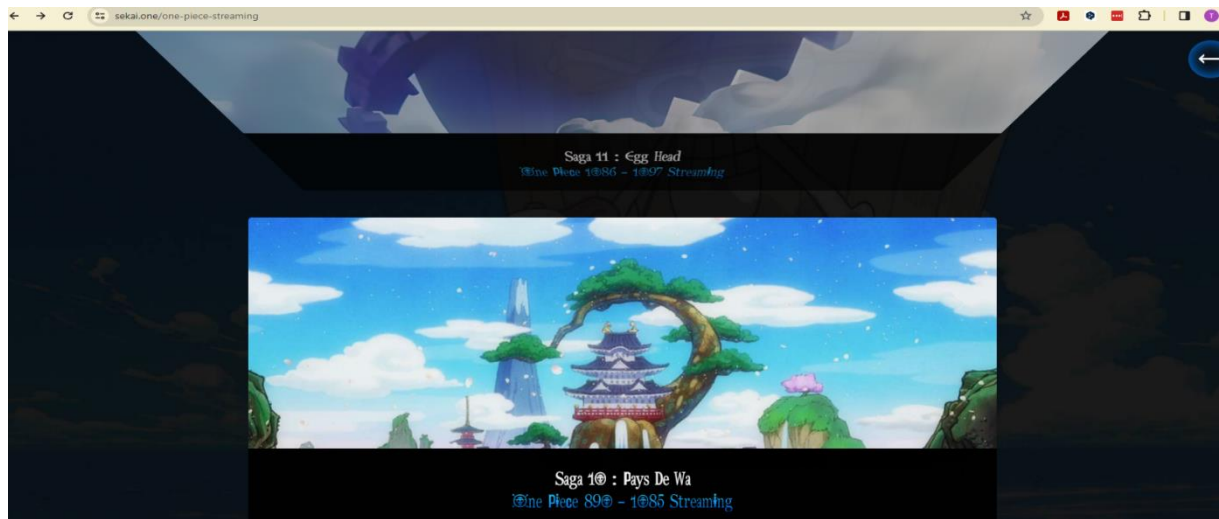 sekai.one/one-piece-streaming
T
Saga 11 : Egg Head
One Piece 1086 - 1097 Streaming
Saga 10 : Pays De Wa
One Piece 890 - 1085 Streaming